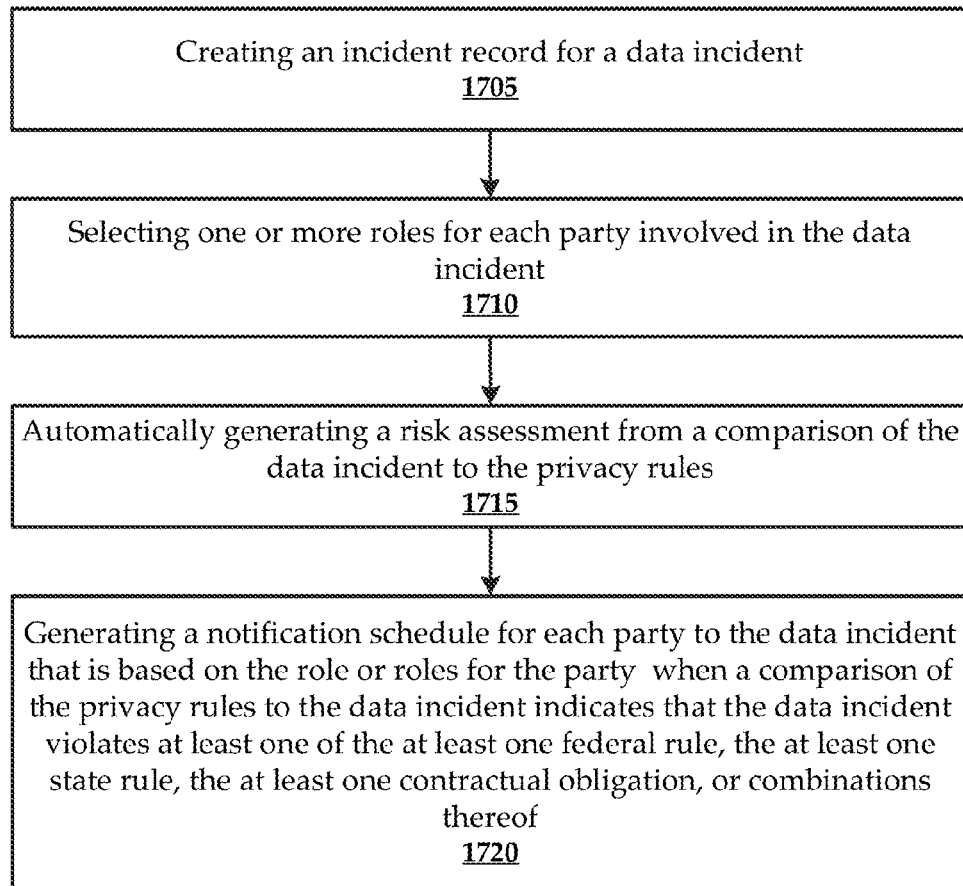 Creating an incident record for a data incident
1705
Selecting one or more roles for each party involved in the data
incident
1710
Automatically generating a risk assessment from a comparison of the
data incident to the privacy rules
1715
Generating a notification schedule for each party to the data incident
that is based on the role or roles for the party when a comparison of
the privacy rules to the data incident indicates that the data incident
violates at least one of the at least one federal rule, the at least one
state rule, the at least one contractual obligation, or combinations
thereof
1720